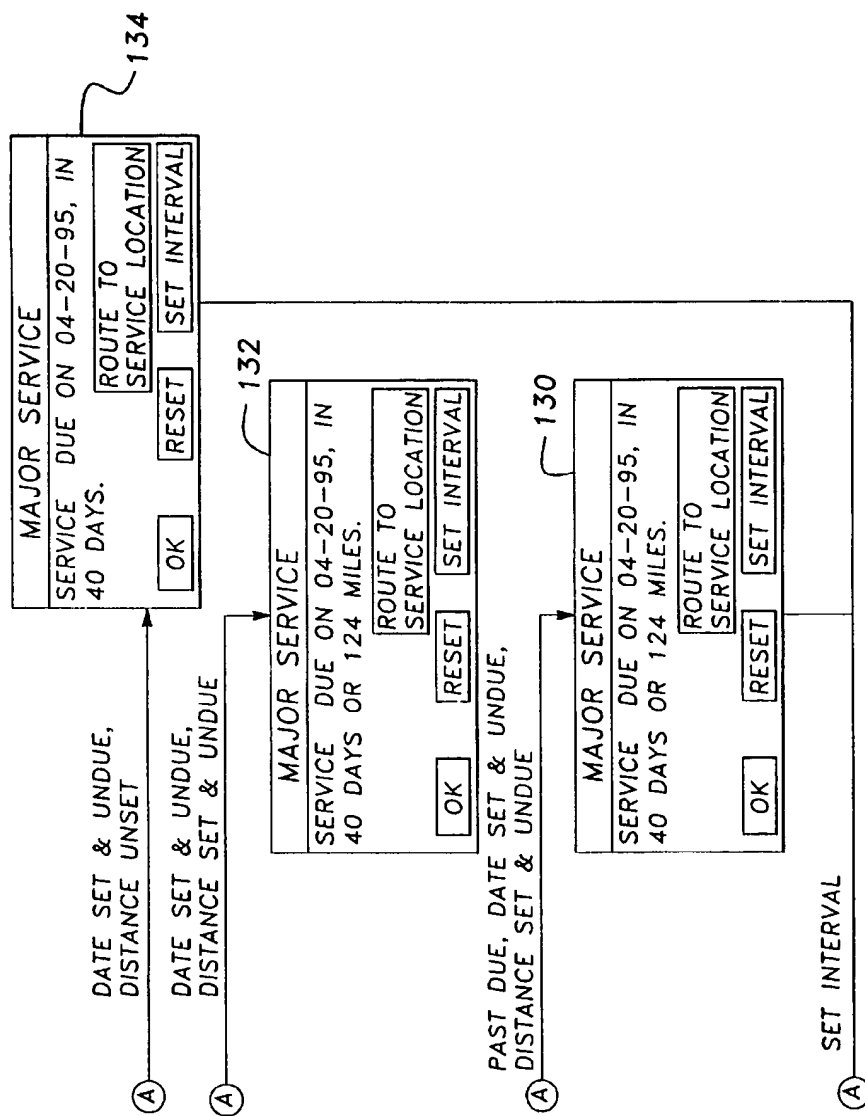 DATE SET & UNDUE,
DISTANCE UNSET
A
MAJOR SERVICE
SERVICE DUE ON 04-20-95, IN
40 DAYS.
ROUTE TO
SERVICE LOCATION
OK
RESET
SET INTERVAL
134
DATE SET & UNDUE,
DISTANCE SET & UNDUE
A
MAJOR SERVICE
132
SERVICE DUE ON 04-20-95, IN
40 DAYS OR 124 MILES.
ROUTE TO
SERVICE LOCATION
OK
RESET
SET INTERVAL
PAST DUE, DATE SET & UNDUE,
DISTANCE SET & UNDUE
A
MAJOR SERVICE
130
SERVICE DUE ON 04-20-95, IN
40 DAYS OR 124 MILES.
ROUTE TO
SERVICE LOCATION
OK
RESET
SET INTERVAL
SET INTERVAL
A